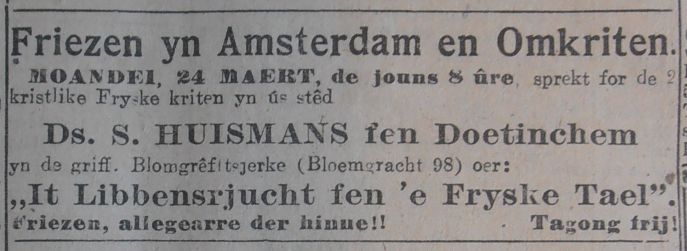 Friezen yn Amsterdam en Omkriten.
MOANDEI, 24 MAERT, de jouns 8 ûre, sprekt for de 2
kristlike Fryske kriten yn ús stêd
Ds. S. HUISMANS fen Doetinchem
yn de griff. Blomgrêftsjerke (Bloemgracht 98) oer:
„It Libbensrjucht fen 'e Fryske Tael”.
Friezen, allegearre der hinne!! Tagong frij!